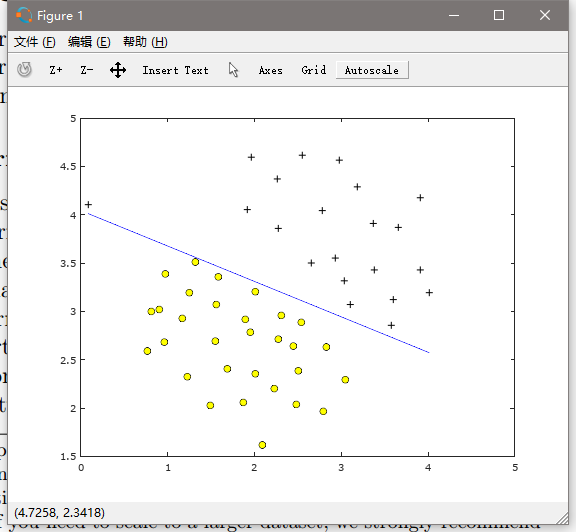 Figure 1
文件 (F) 编辑 (E) 帮助 (H)
Z+ Z- Insert Text Axes Grid Autoscale
5
4.5
4
3.5
3
2.5
2
1.5
0 1 2 3 4 5
(4.7258, 2.3418)
if you need to scale to a larger dataset, we strongly recommend